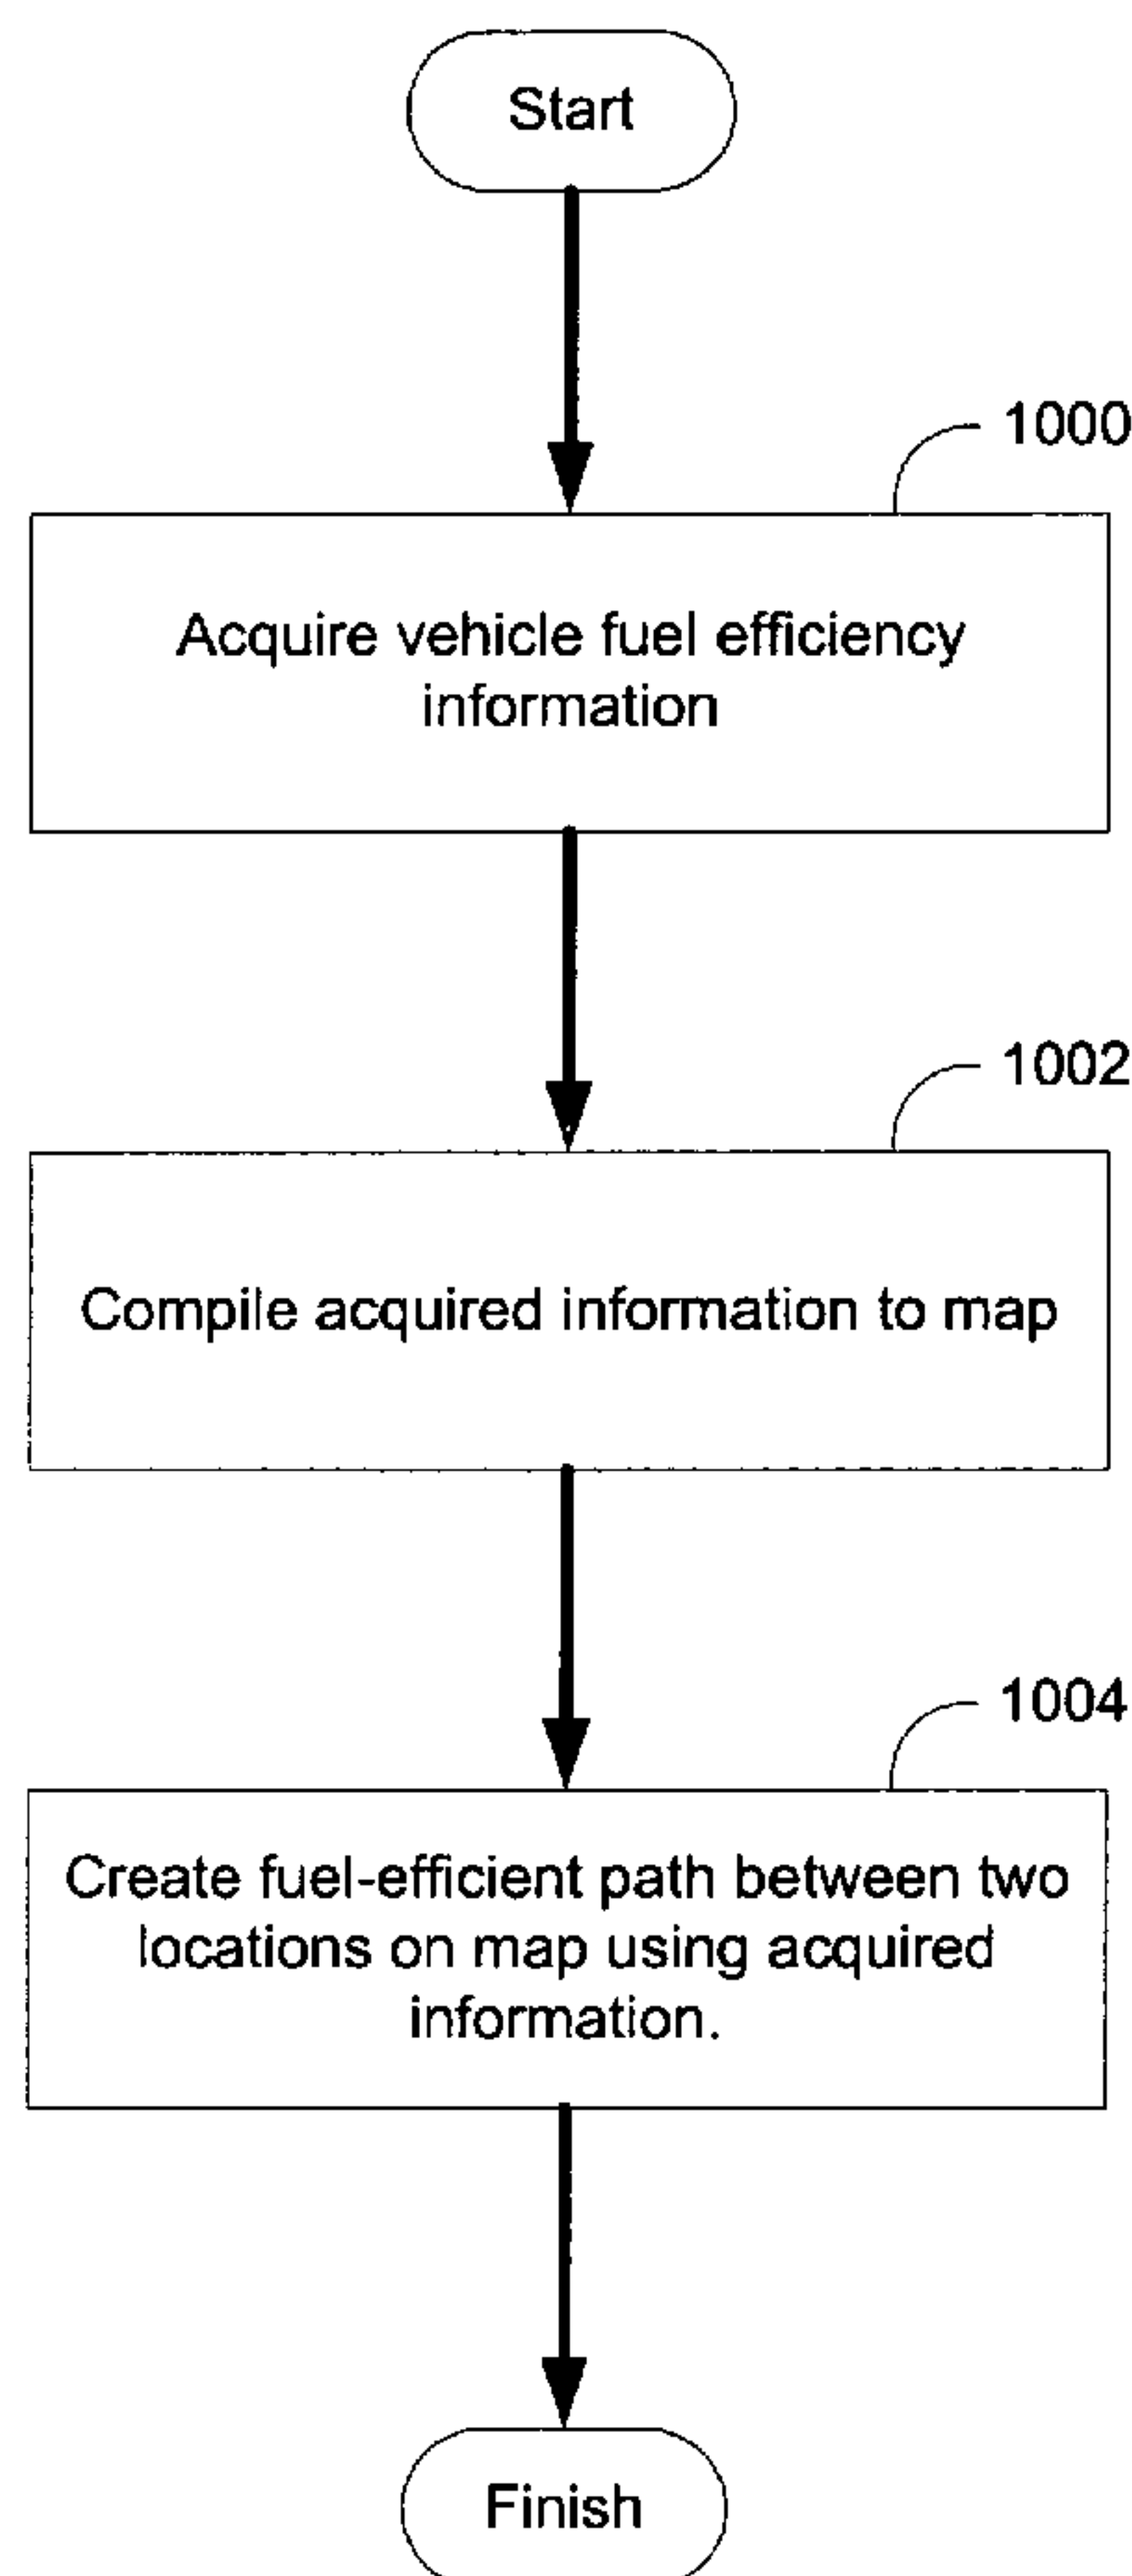 Start
1000
Acquire vehicle fuel efficiency
information
1002
Compile acquired information to map
1004
Create fuel-efficient path between two
locations on map using acquired
information.
Finish